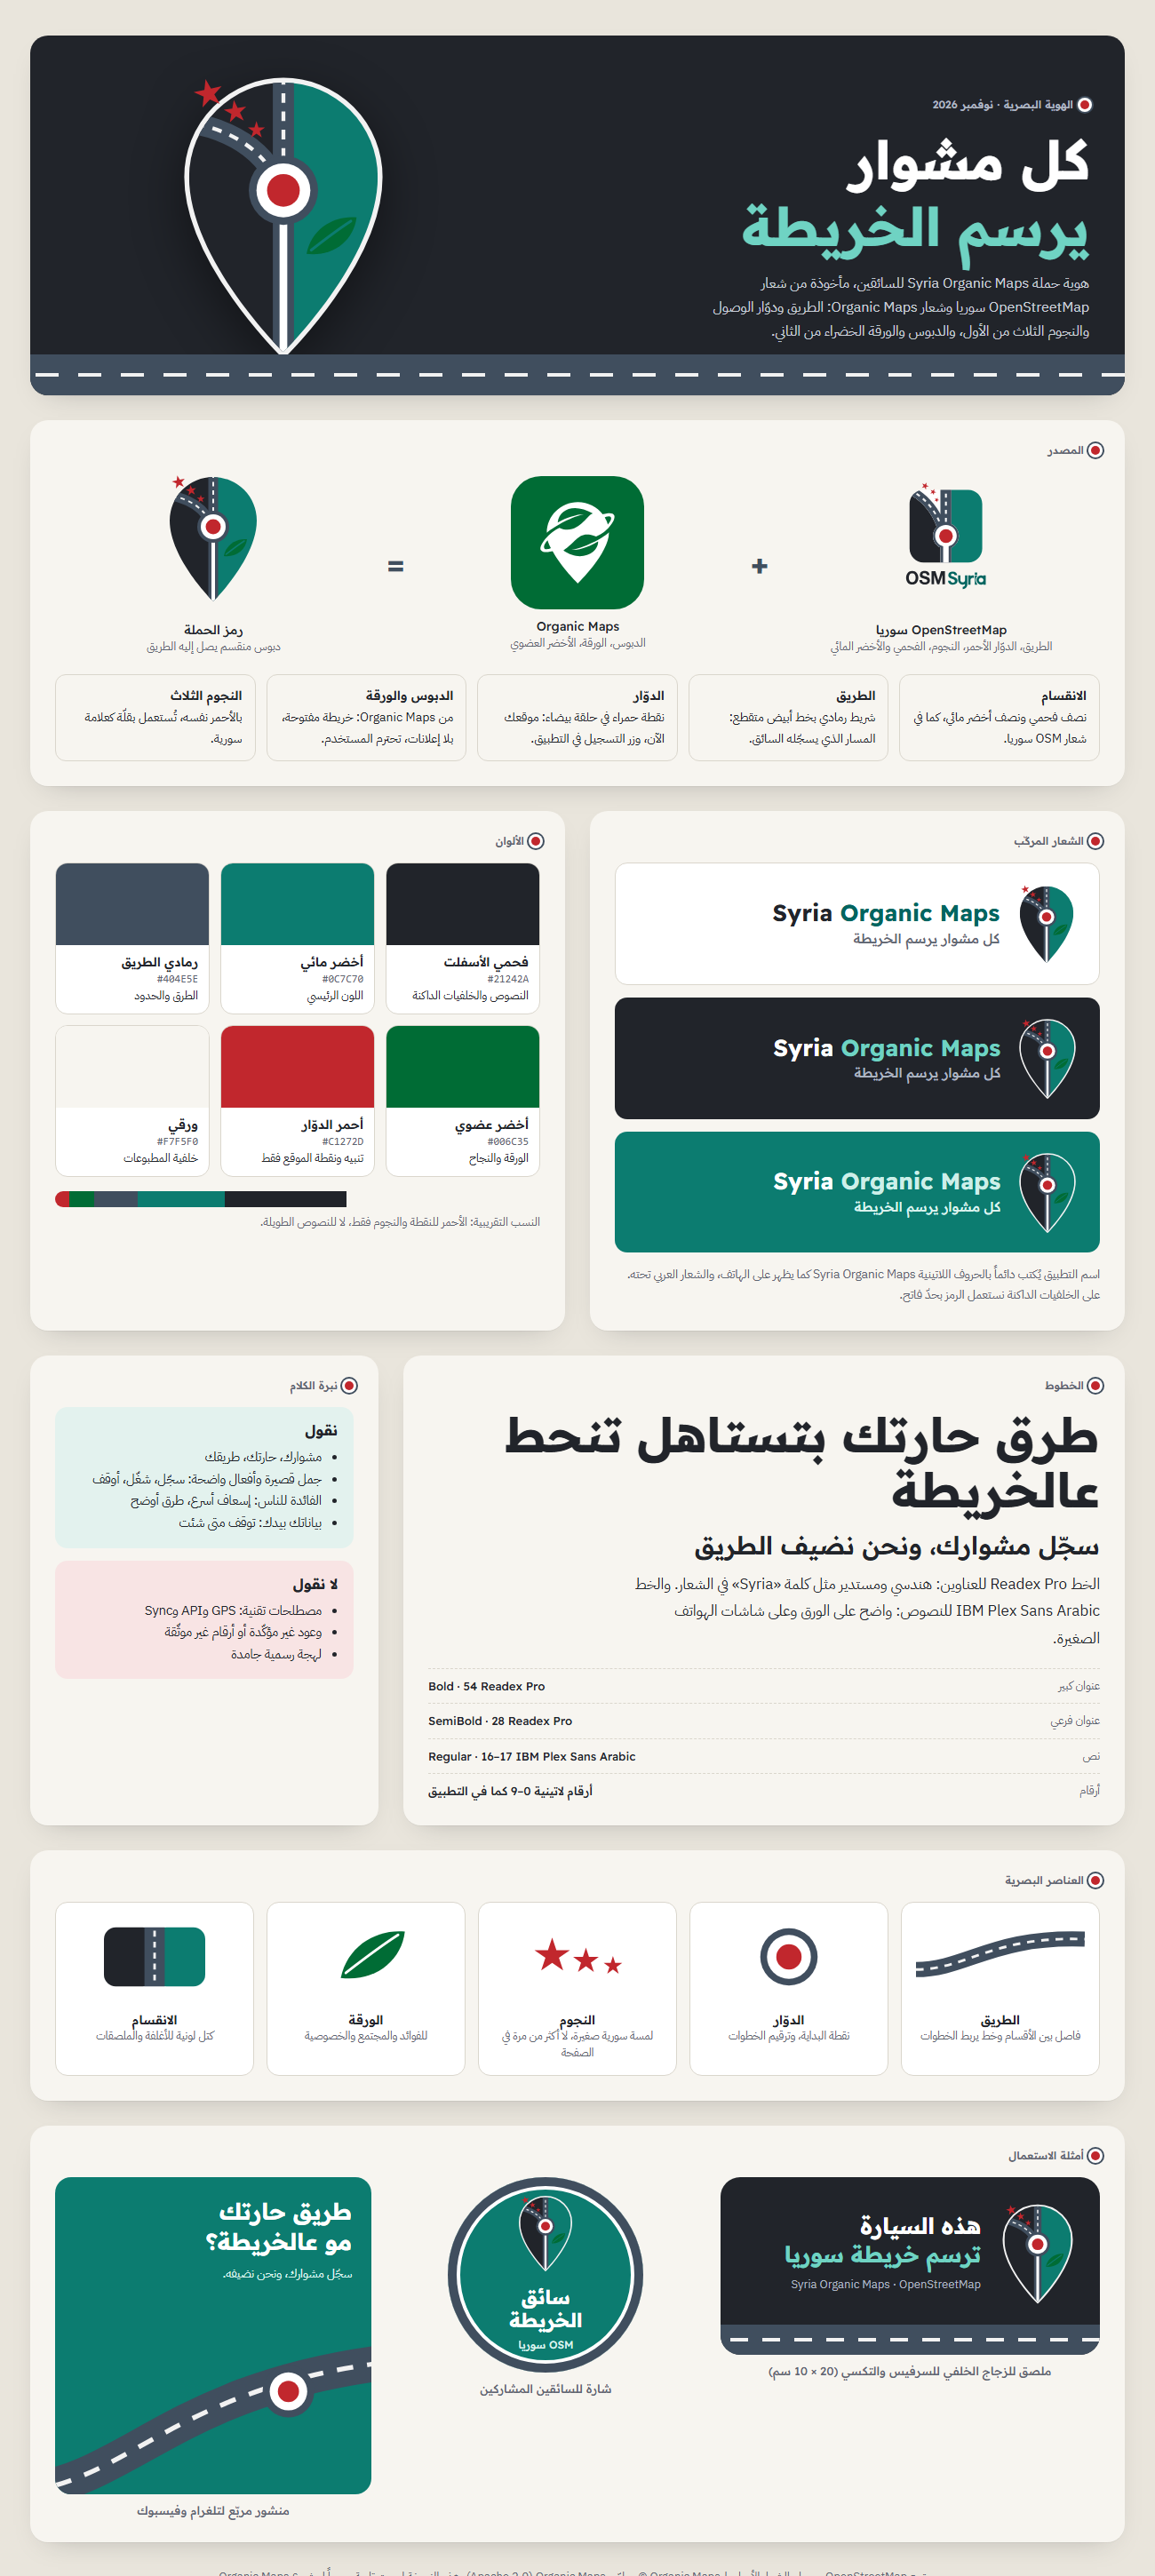 الهوية البصرية · نوفمبر 2026
كل مشوار
يرسم الخريطة
هوية حملة Syria Organic Maps للسائقين، مأخوذة من شعار
OpenStreetMap سوريا وشعار Organic Maps: الطريق ودوّار الوصول
والنجوم الثلاث من الأول، والدبوس والورقة الخضراء من الثاني.
المصدر
OSM Syria
OpenStreetMap سوريا
الطريق، الدوّار الأحمر، النجوم، الفحمي والأخضر المائي
+
Organic Maps
الدبوس، الورقة، الأخضر العضوي
=
رمز الحملة
دبوس منقسم يصل إليه الطريق
الانقسام
نصف فحمي ونصف أخضر مائي، كما في
شعار OSM سوريا.
الطريق
شريط رمادي بخط أبيض متقطع:
المسار الذي يسجّله السائق.
الدوّار
نقطة حمراء في حلقة بيضاء: موقعك
الآن، وزر التسجيل في التطبيق.
الدبوس والورقة
من Organic Maps: خريطة مفتوحة،
بلا إعلانات، تحترم المستخدم.
النجوم الثلاث
بالأحمر نفسه، تُستعمل بقلّة كعلامة
سورية.
الشعار المركّب
Syria Organic Maps
كل مشوار يرسم الخريطة
Syria Organic Maps
كل مشوار يرسم الخريطة
Syria Organic Maps
كل مشوار يرسم الخريطة
اسم التطبيق يُكتب دائماً بالحروف اللاتينية Syria Organic Maps كما يظهر على الهاتف، والشعار العربي تحته.
على الخلفيات الداكنة نستعمل الرمز بحدّ فاتح.
الألوان
فحمي الأسفلت
#21242A
النصوص والخلفيات الداكنة
أخضر مائي
#0C7C70
اللون الرئيسي
رمادي الطريق
#404E5E
الطرق والحدود
أخضر عضوي
#006C35
الورقة والنجاح
أحمر الدوّار
#C1272D
تنبيه ونقطة الموقع فقط
ورقي
#F7F5F0
خلفية المطبوعات
النسب التقريبية: الأحمر للنقطة والنجوم فقط، لا للنصوص الطويلة.
الخطوط
طرق حارتك بتستاهل تنحط
عالخريطة
سجّل مشوارك، ونحن نضيف الطريق
الخط Readex Pro للعناوين: هندسي ومستدير مثل كلمة «Syria» في الشعار. والخط
IBM Plex Sans Arabic للنصوص: واضح على الورق وعلى شاشات الهواتف
الصغيرة.
عنوان كبير
Bold · 54 Readex Pro
عنوان فرعي
SemiBold · 28 Readex Pro
نص
Regular · 16–17 IBM Plex Sans Arabic
أرقام
أرقام لاتينية 0–9 كما في التطبيق
نبرة الكلام
نقول
• مشوارك، حارتك، طريقك
• جمل قصيرة وأفعال واضحة: سجّل، شغّل، أوقف
• الفائدة للناس: إسعاف أسرع، طرق أوضح
• بياناتك بيدك: توقف متى شئت
لا نقول
• مصطلحات تقنية: GPS وAPI وSync
• وعود غير مؤكّدة أو أرقام غير موثّقة
• لهجة رسمية جامدة
العناصر البصرية
الطريق
فاصل بين الأقسام وخط يربط الخطوات
الدوّار
نقطة البداية، وترقيم الخطوات
النجوم
لمسة سورية صغيرة، لا أكثر من مرة في
الصفحة
الورقة
للفوائد والمجتمع والخصوصية
الانقسام
كتل لونية للأغلفة والملصقات
أمثلة الاستعمال
هذه السيارة
ترسم خريطة سوريا
Syria Organic Maps · OpenStreetMap
ملصق للزجاج الخلفي للسرفيس والتكسي (20 × 10 سم)
سائق
الخريطة
OSM سوريا
شارة للسائقين المشاركين
طريق حارتك
مو عالخريطة؟
سجّل مشوارك، ونحن نضيفه.
منشور مربّع لتلغرام وفيسبوك